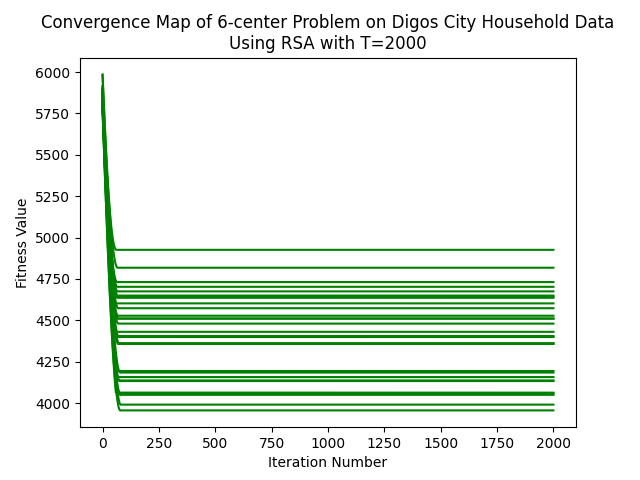 Convergence Map of 6-center Problem on Digos City Household Data
Using RSA with T=2000
Fitness Value
6000
5750
5500
5250
5000
4750
4500
4250
4000
0 250 500 750 1000 1250 1500 1750 2000
Iteration Number